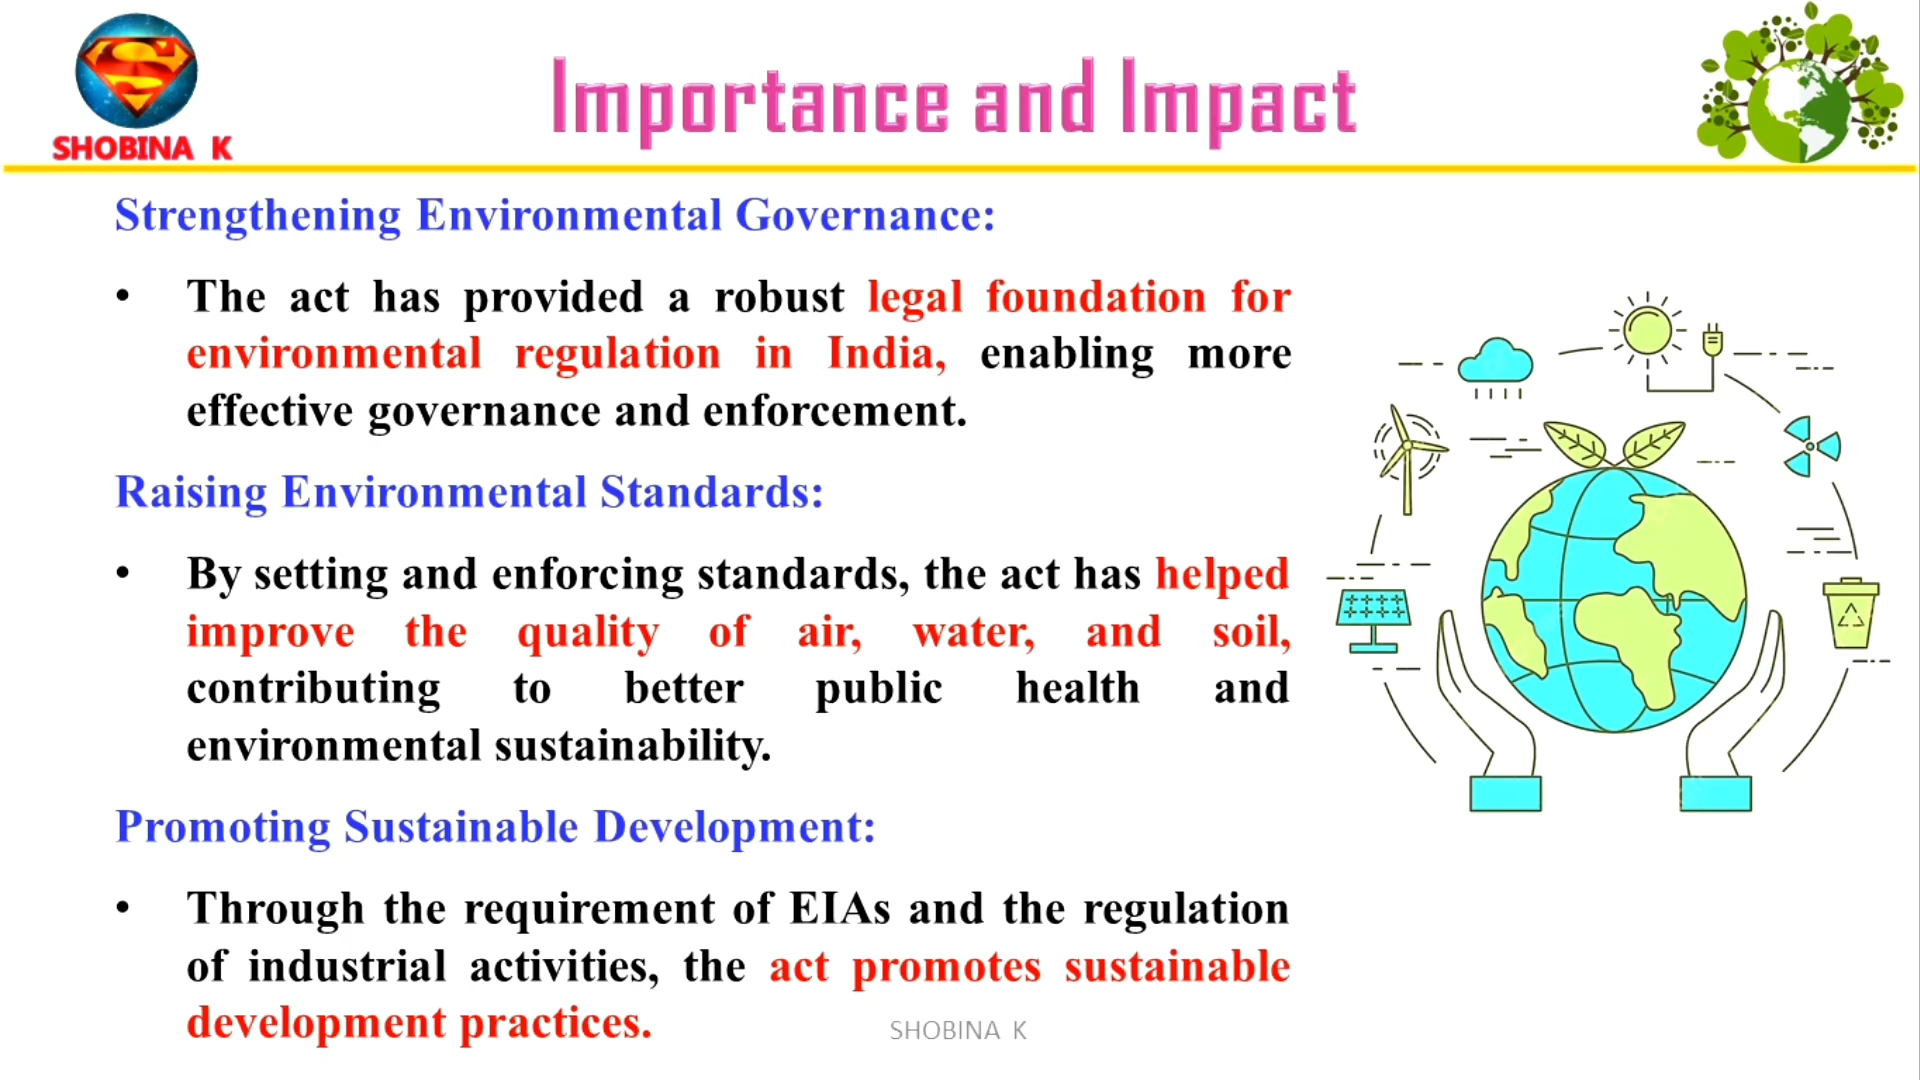 SHOBINA K
Importance and Impact
Strengthening Environmental Governance:
• The act has provided a robust legal foundation for
environmental regulation in India, enabling more
effective governance and enforcement.
Raising Environmental Standards:
• By setting and enforcing standards, the act has helped
improve the quality of air, water, and soil,
contributing to better public health and
environmental sustainability.
Promoting Sustainable Development:
• Through the requirement of EIAs and the regulation
of industrial activities, the act promotes sustainable
development practices.
SHOBINA K